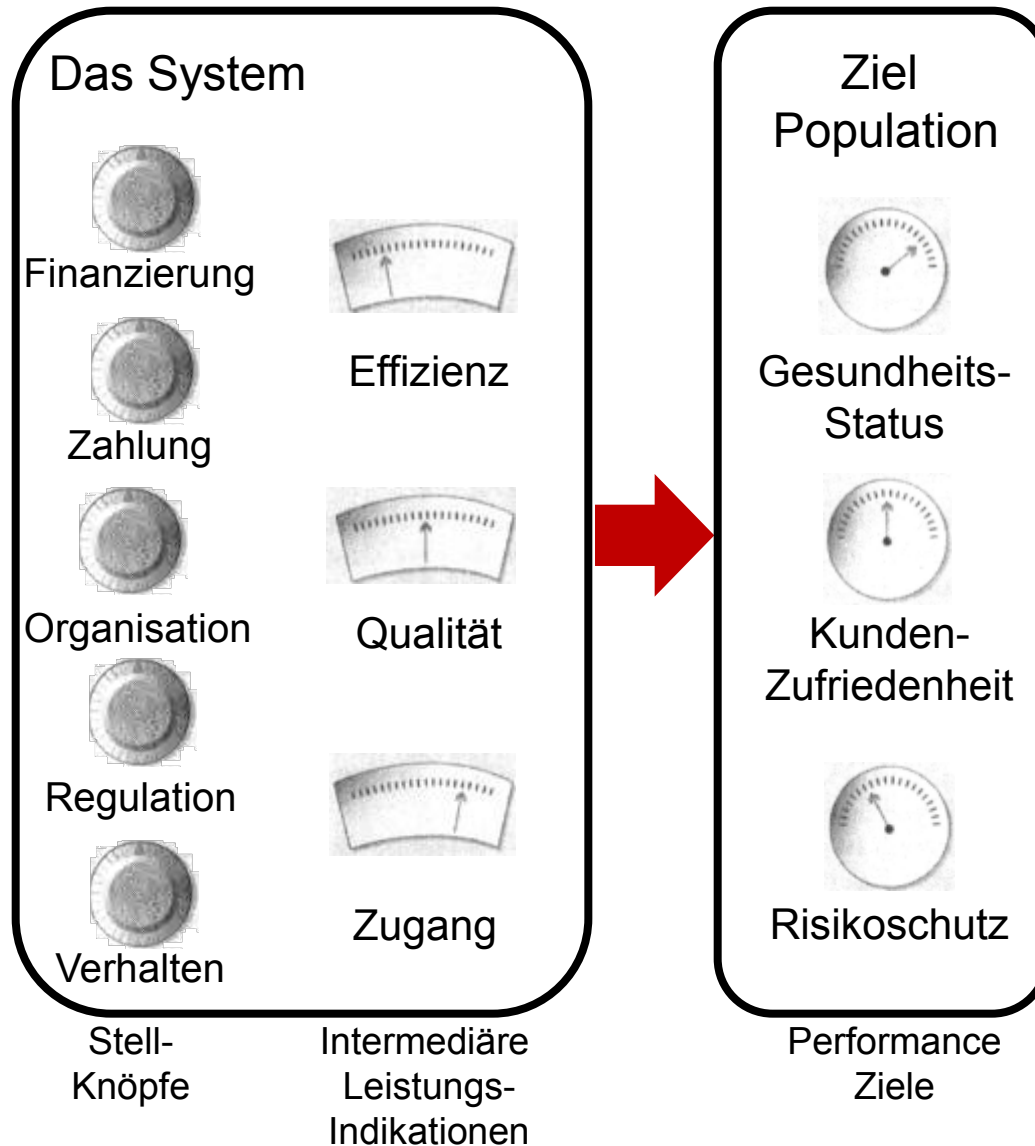 Das System
Finanzierung
Zahlung
Organisation
Regulation
Verhalten
Effizienz
Qualität
Zugang
Stell-
Knöpfe
Intermediäre
Leistungs-
Indikationen
Ziel
Population
Gesundheits-
Status
Kunden-
Zufriedenheit
Risikoschutz
Performance
Ziele